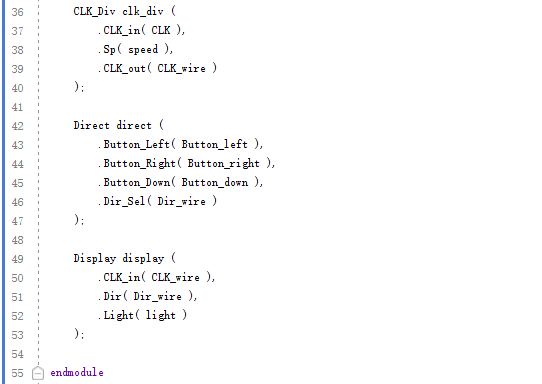 36 CLK_Div clk_div (
37 .CLK_in( CLK ),
38 .Sp( speed ),
39 .CLK_out( CLK_wire )
40 );
41
42 Direct direct (
43 .Button_Left( Button_left ),
44 .Button_Right( Button_right ),
45 .Button_Down( Button_down ),
46 .Dir_Sel( Dir_wire )
47 );
48
49 Display display (
50 .CLK_in( CLK_wire ),
51 .Dir( Dir_wire ),
52 .Light( light )
53 );
54
55 endmodule